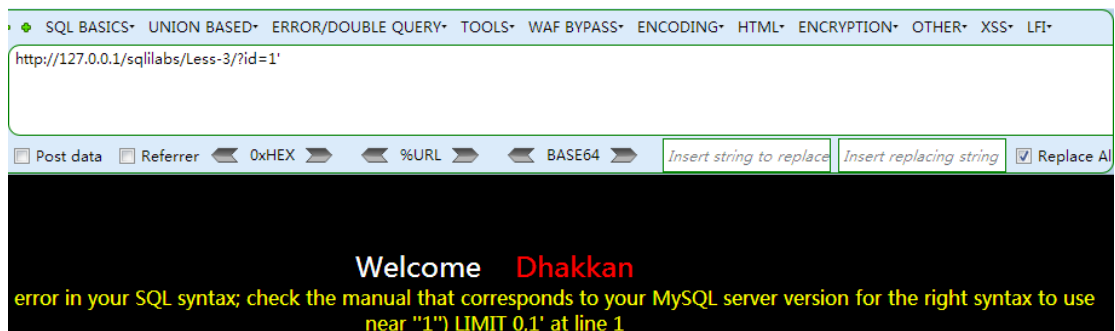 SQL BASICS UNION BASED ERROR/DOUBLE QUERY TOOLS WAF BYPASS ENCODING HTML ENCRYPTION OTHER XSS LFI
http://127.0.0.1/sqlilabs/Less-3/?id=1'
Post data Referrer 0xHEX %URL BASE64 Insert string to replace Insert replacing string Replace Al
Welcome Dhakkan
error in your SQL syntax; check the manual that corresponds to your MySQL server version for the right syntax to use
near ''1'') LIMIT 0,1' at line 1